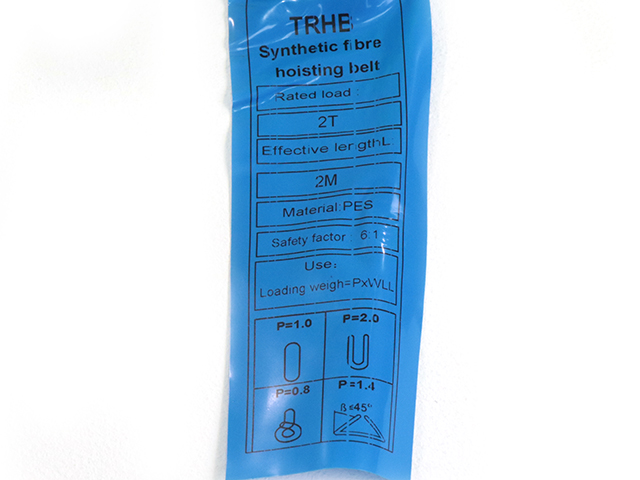 TRHB
Synthetic fibre
hoisting belt
Rated load :
2T
Effective lengthL:
2M
Material:PES
Safety factor : 6:1
Use:
Loading weigh=PxWLL
P=1.0 P=2.0
P=0.8 P=1.4
ß≤45°